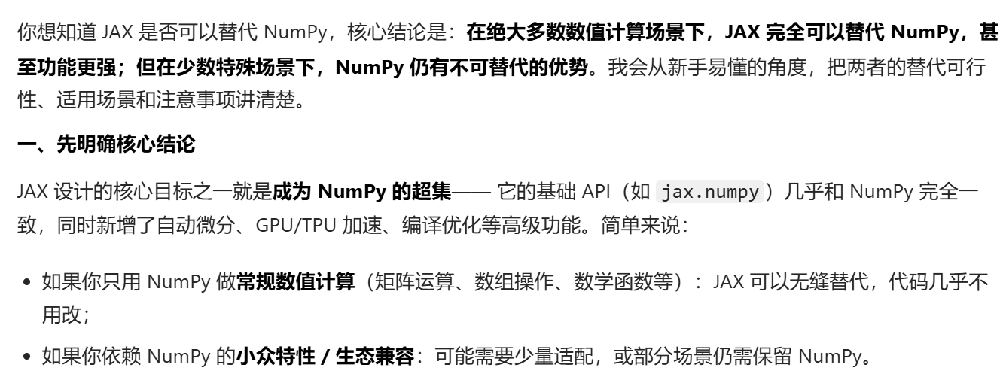 你想知道 JAX 是否可以替代 NumPy，核心结论是：在绝大多数数值计算场景下，JAX 完全可以替代 NumPy，甚
至功能更强；但在少数特殊场景下，NumPy 仍有不可替代的优势。我会从新手易懂的角度，把两者的替代可行
性、适用场景和注意事项讲清楚。
一、先明确核心结论
JAX 设计的核心目标之一就是成为 NumPy 的超集—— 它的基础 API（如 jax.numpy）几乎和 NumPy 完全一
致，同时新增了自动微分、GPU/TPU 加速、编译优化等高级功能。简单来说：
• 如果你只用 NumPy 做常规数值计算（矩阵运算、数组操作、数学函数等）：JAX 可以无缝替代，代码几乎不
用改；
• 如果你依赖 NumPy 的小众特性 / 生态兼容：可能需要少量适配，或部分场景仍需保留 NumPy。